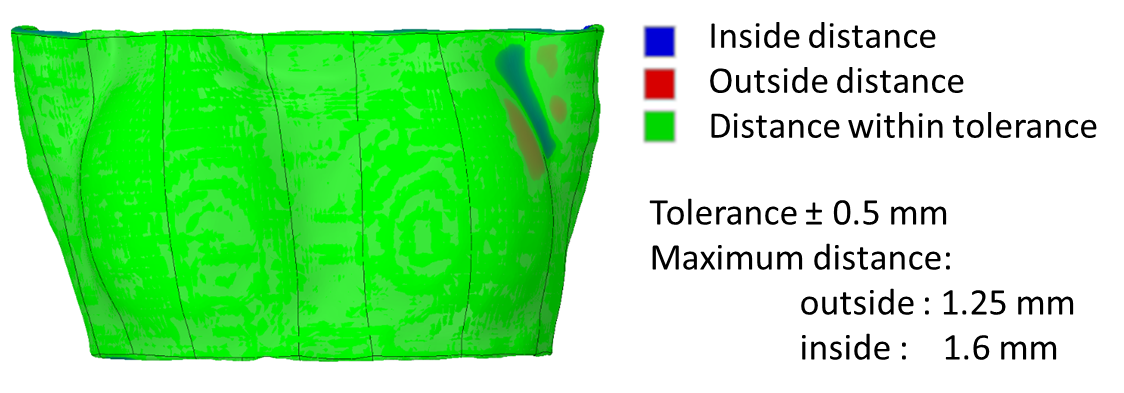 Inside distance
Outside distance
Distance within tolerance
Tolerance ± 0.5 mm
Maximum distance:
outside : 1.25 mm
inside : 1.6 mm